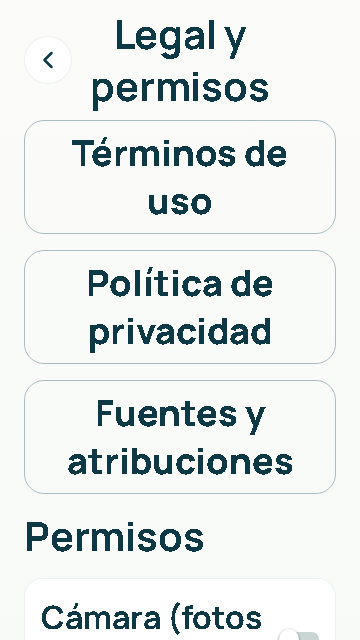 Legal y
permisos
Términos de
uso
Política de
privacidad
Fuentes y
atribuciones
Permisos
Cámara (fotos